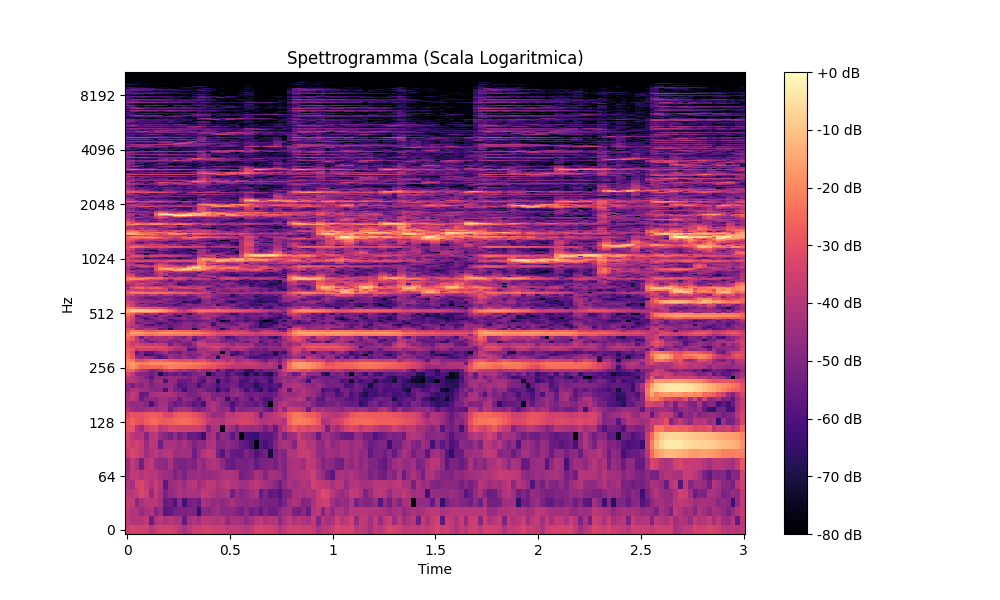 Spettrogramma (Scala Logaritmica)
8192
4096
2048
1024
512
256
128
64
0
Hz
0 0.5 1 1.5 2 2.5 3
Time
+0 dB
-10 dB
-20 dB
-30 dB
-40 dB
-50 dB
-60 dB
-70 dB
-80 dB